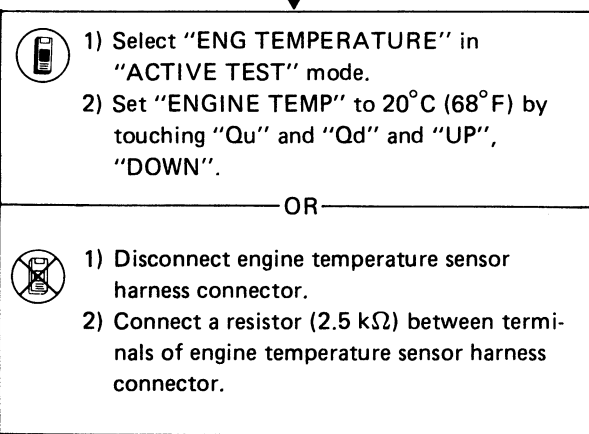 1) Select “ENG TEMPERATURE” in
“ACTIVE TEST” mode.
2) Set “ENGINE TEMP” to 20°C (68°F) by
touching “Qu” and “Qd” and “UP”,
“DOWN”.
OR
1) Disconnect engine temperature sensor
harness connector.
2) Connect a resistor (2.5 kΩ) between termi-
nals of engine temperature sensor harness
connector.